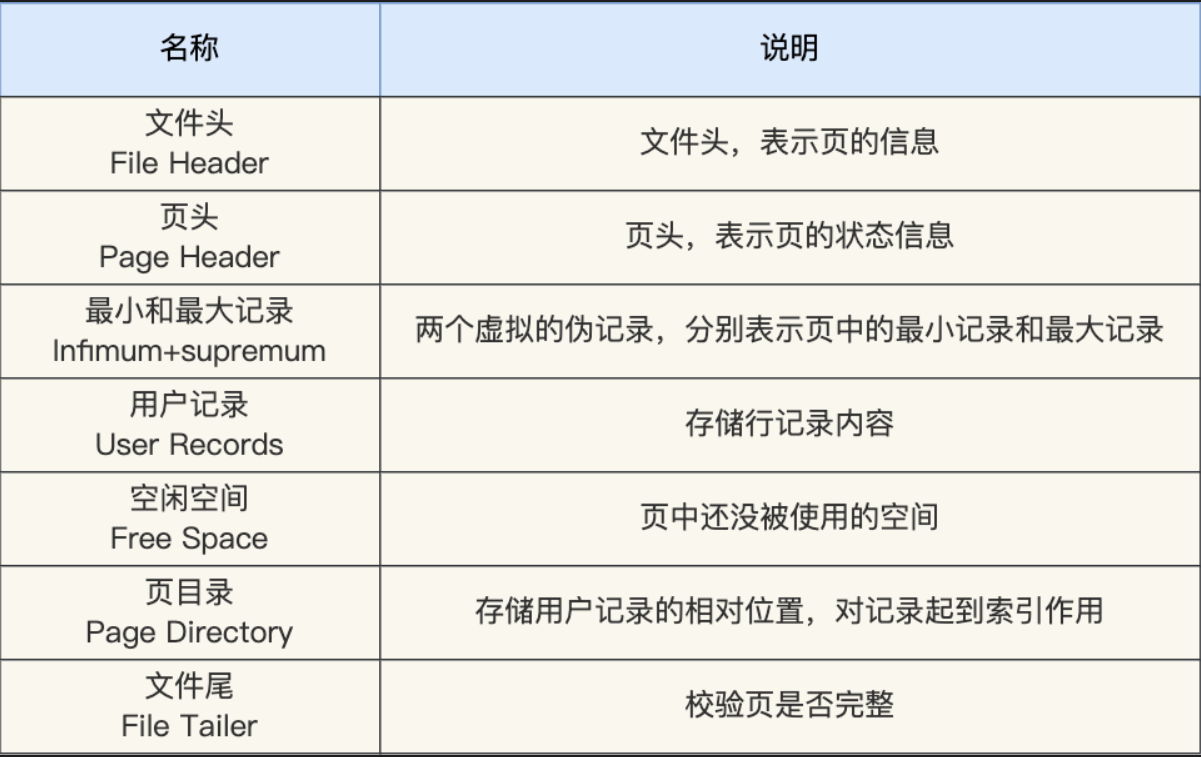 名称
说明
文件头
File Header
文件头，表示页的信息
页头
Page Header
页头，表示页的状态信息
最小和最大记录
Infimum+supremum
两个虚拟的伪记录，分别表示页中的最小记录和最大记录
用户记录
User Records
存储行记录内容
空闲空间
Free Space
页中还没被使用的空间
页目录
Page Directory
存储用户记录的相对位置，对记录起到索引作用
文件尾
File Tailer
校验页是否完整